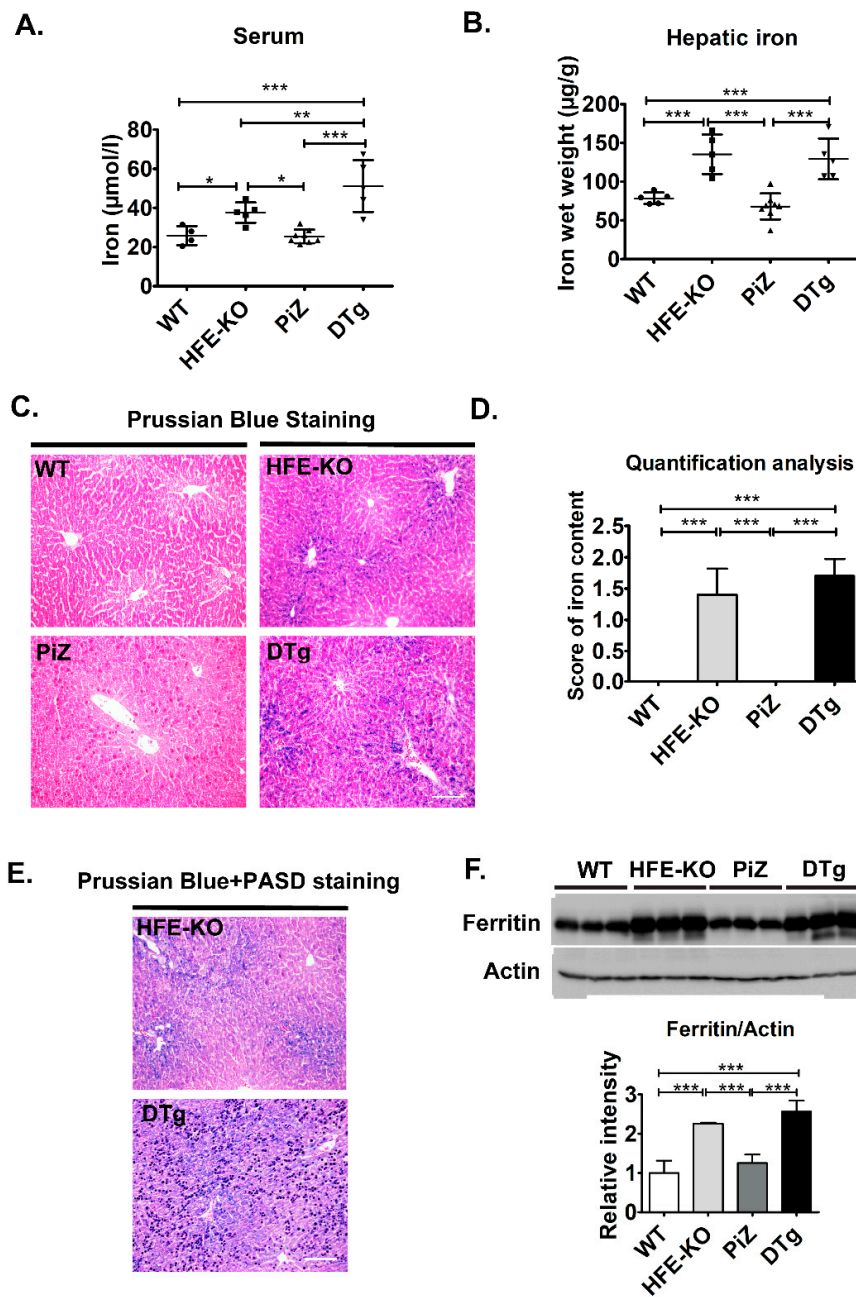 A.
Serum
***
**
***
*
*
Iron (μmol/l)
80
60
40
20
0
WT
HFE-KO
PiZ
DTg
B.
Hepatic iron
***
***
***
***
Iron wet weight (μg/g)
200
150
100
50
0
WT
HFE-KO
PiZ
DTg
C.
Prussian Blue Staining
WT
HFE-KO
PiZ
DTg
D.
Quantification analysis
***
***
***
***
Score of iron content
2.5
2.0
1.5
1.0
0.5
0.0
WT
HFE-KO
PiZ
DTg
E.
Prussian Blue+PASD staining
HFE-KO
DTg
F.
WT HFE-KO PiZ DTg
Ferritin
Actin
Ferritin/Actin
***
***
***
***
Relative intensity
3
2
1
0
WT
HFE-KO
PiZ
DTg